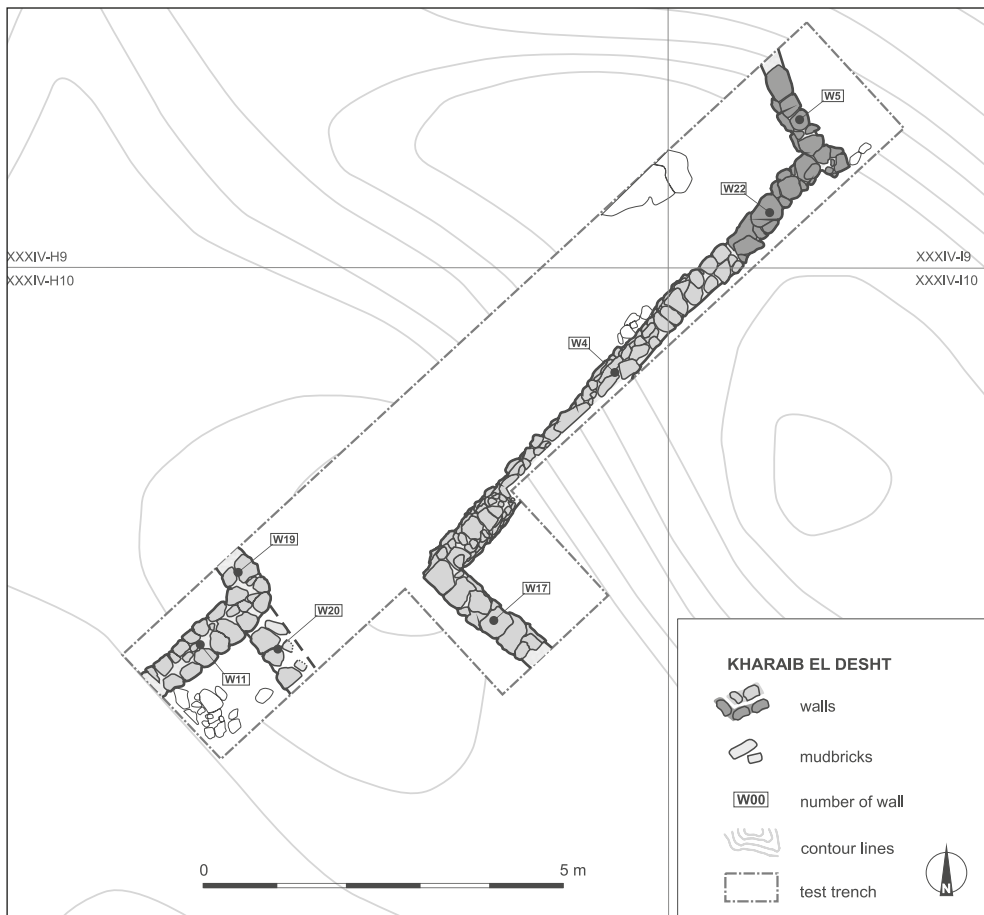 W5
W22
XXXIV-H9
XXXIV-I9
XXXIV-H10
XXXIV-I10
W4
W19
W20
W17
W11
KHARAIB EL DESHT
walls
mudbricks
W00 number of wall
contour lines
test trench
0 5 m
N